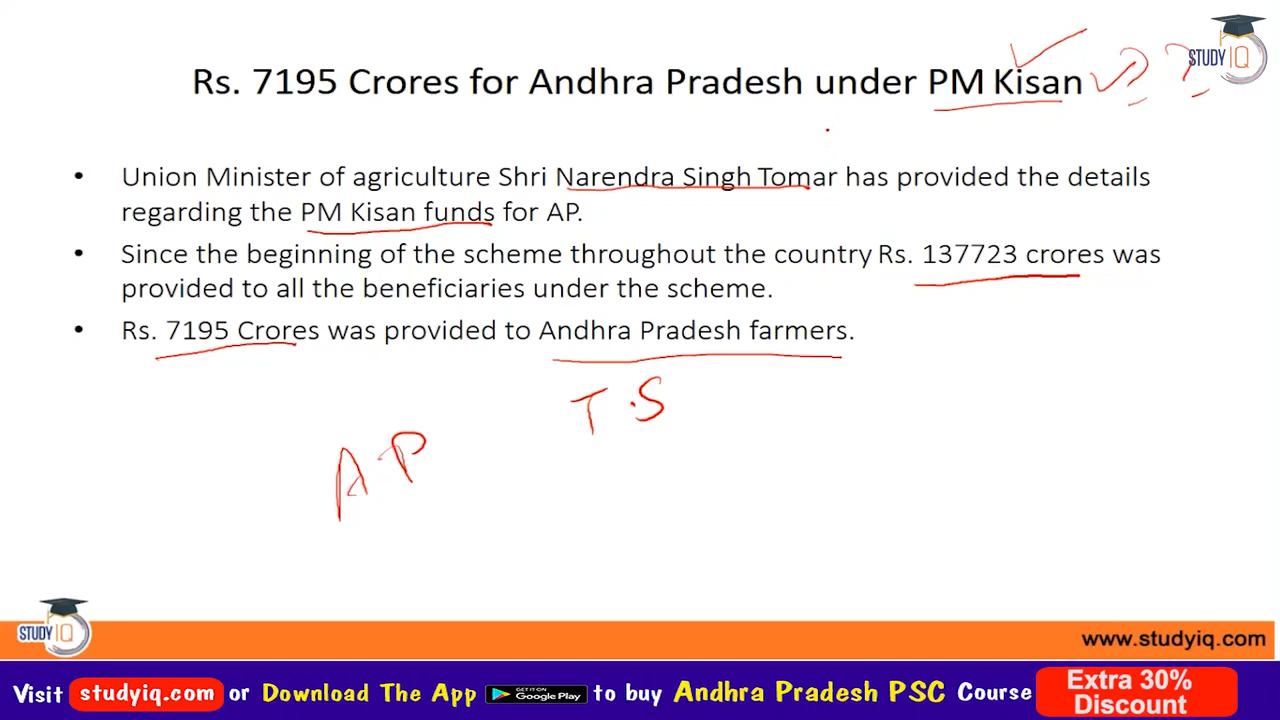 Rs. 7195 Crores for Andhra Pradesh under PM Kisan
STUDY IQ
• Union Minister of agriculture Shri Narendra Singh Tomar has provided the details
regarding the PM Kisan funds for AP.
• Since the beginning of the scheme throughout the country Rs. 137723 crores was
provided to all the beneficiaries under the scheme.
• Rs. 7195 Crores was provided to Andhra Pradesh farmers.
T.S
AP
STUDY IQ
www.studyiq.com
Visit studyiq.com or Download The App GET IT ON Google Play to buy Andhra Pradesh PSC Course
Extra 30%
Discount